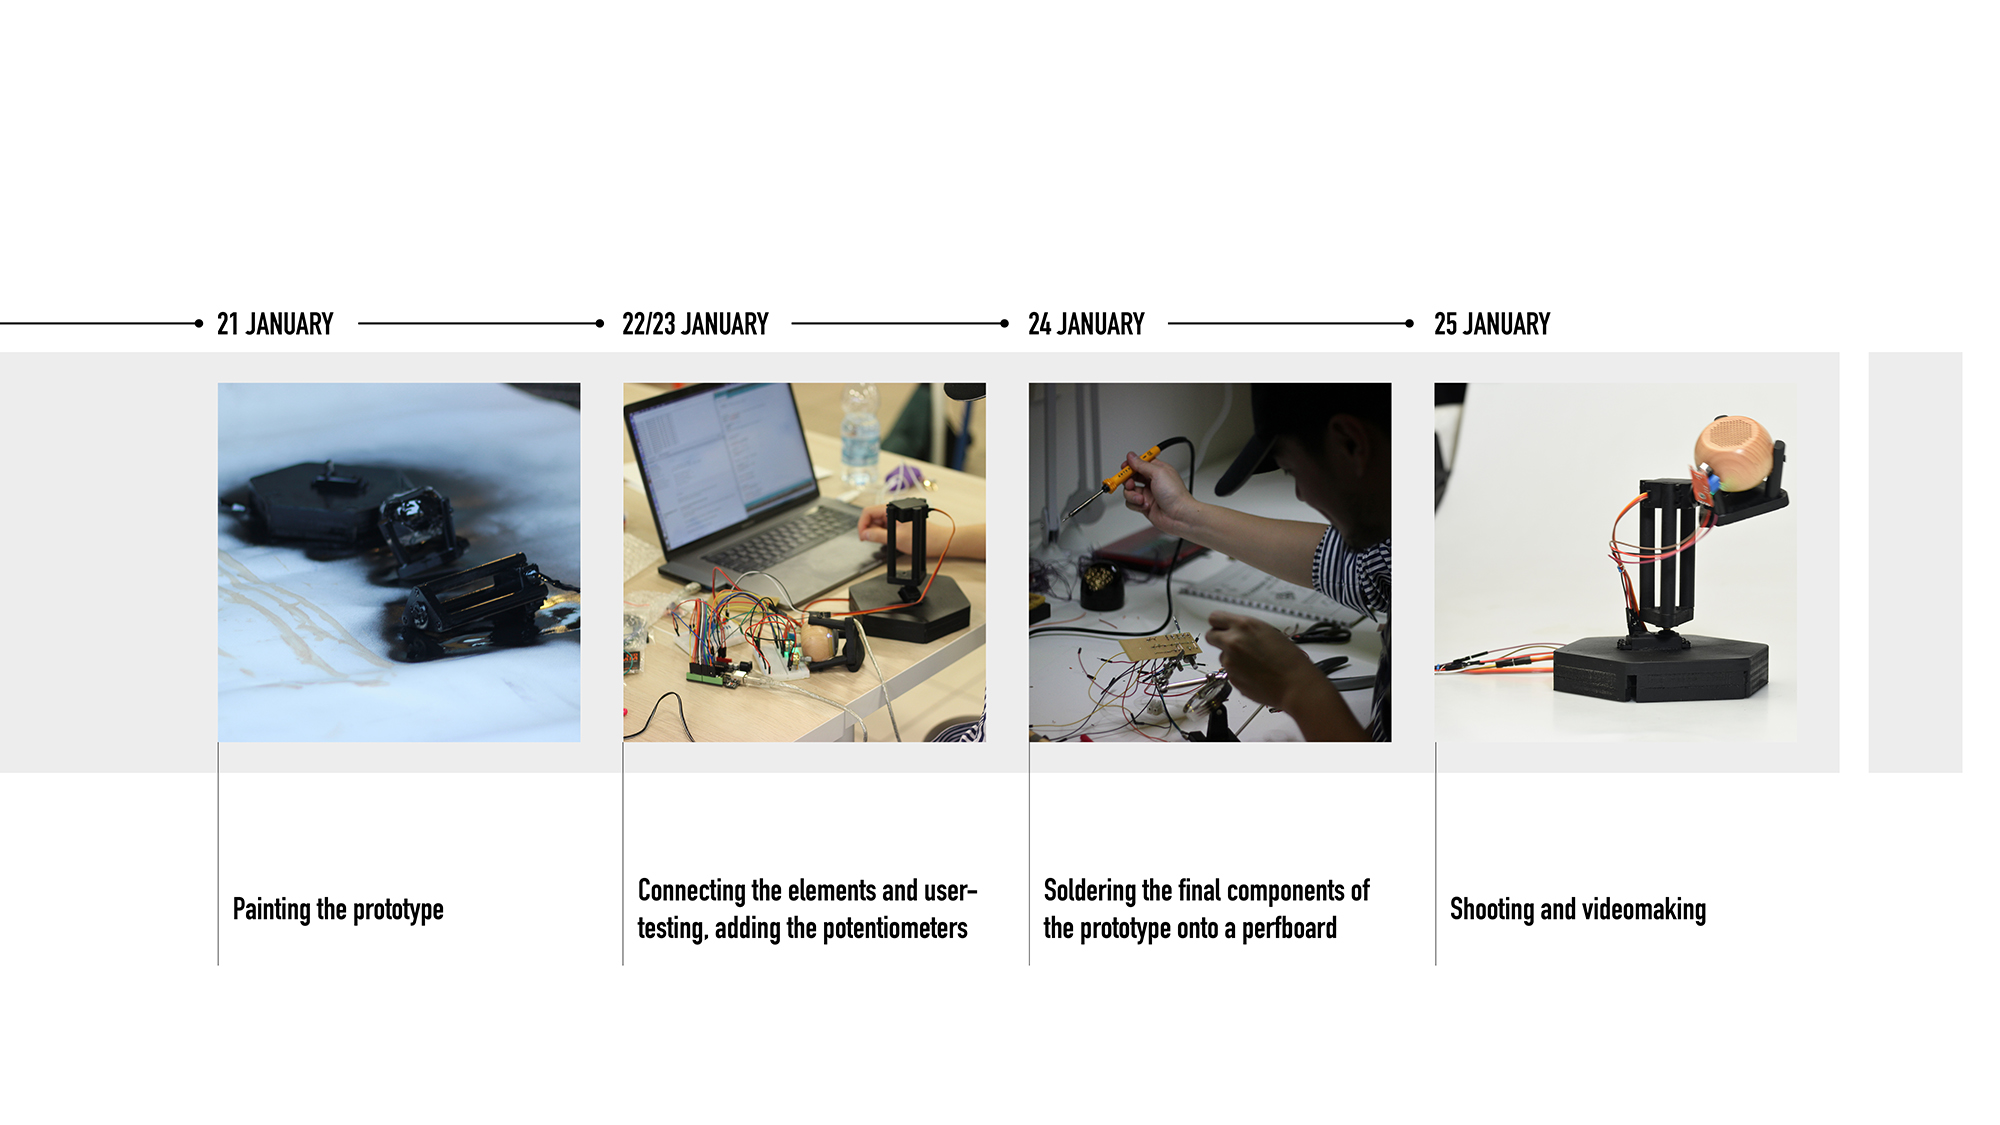 21 JANUARY
22/23 JANUARY
24 JANUARY
25 JANUARY
Painting the prototype
Connecting the elements and user-
testing, adding the potentiometers
Soldering the final components of
the prototype onto a perfboard
Shooting and videomaking